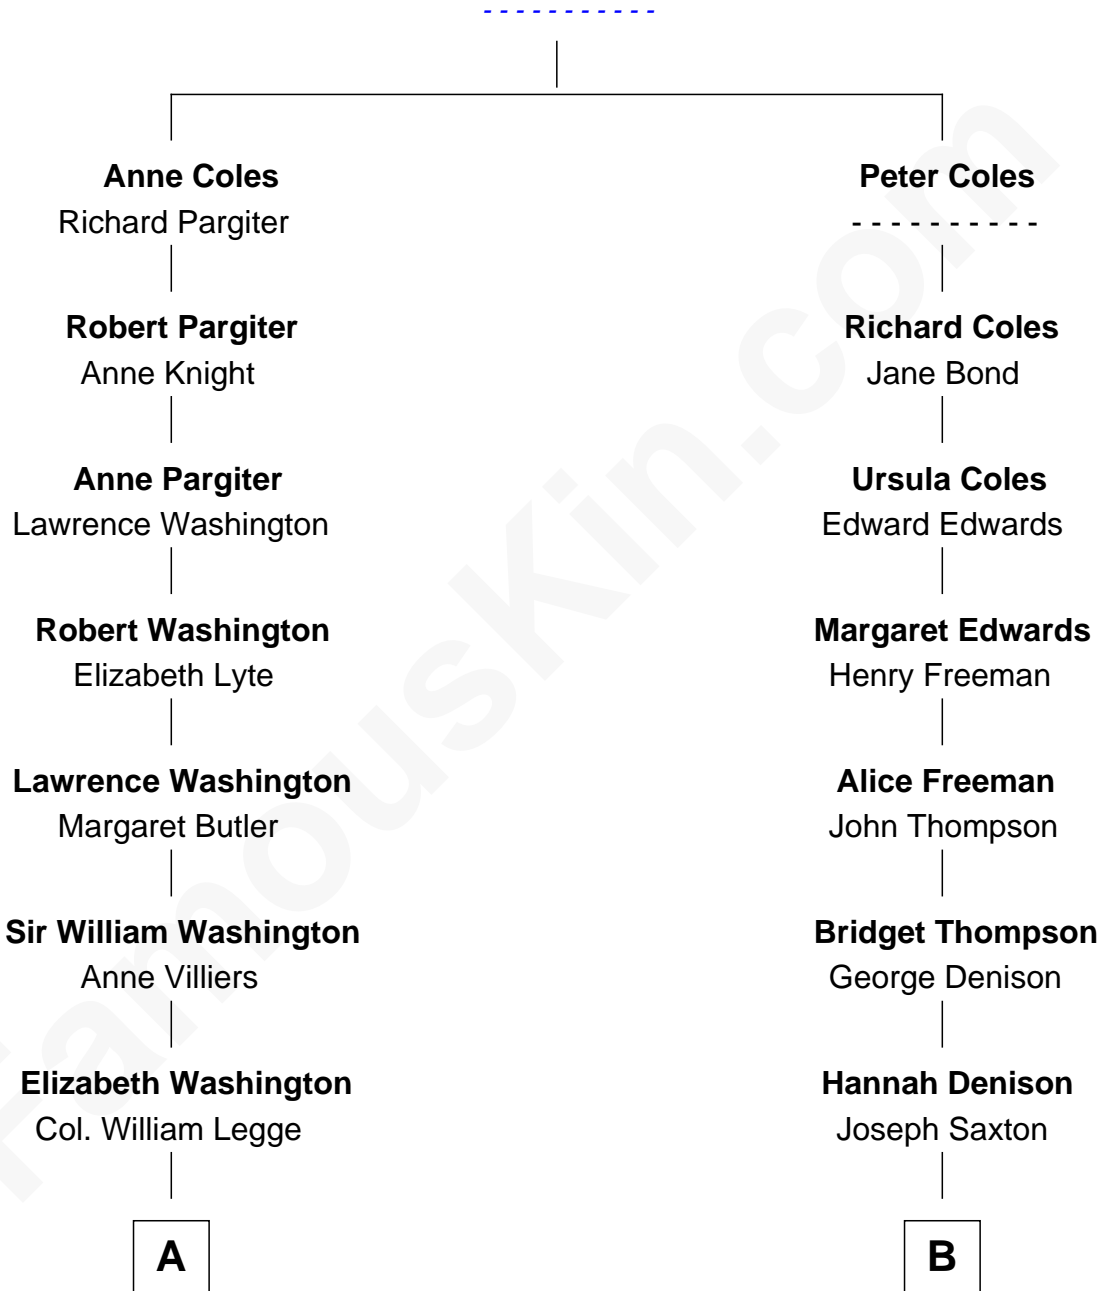 - - - - - - - - - - -
Anne Coles
Richard Pargiter
Robert Pargiter
Anne Knight
Anne Pargiter
Lawrence Washington
Robert Washington
Elizabeth Lyte
Lawrence Washington
Margaret Butler
Sir William Washington
Anne Villiers
Elizabeth Washington
Col. William Legge
A
Peter Coles
- - - - - - - - - -
Richard Coles
Jane Bond
Ursula Coles
Edward Edwards
Margaret Edwards
Henry Freeman
Alice Freeman
John Thompson
Bridget Thompson
George Denison
Hannah Denison
Joseph Saxton
B
FamousKin.com